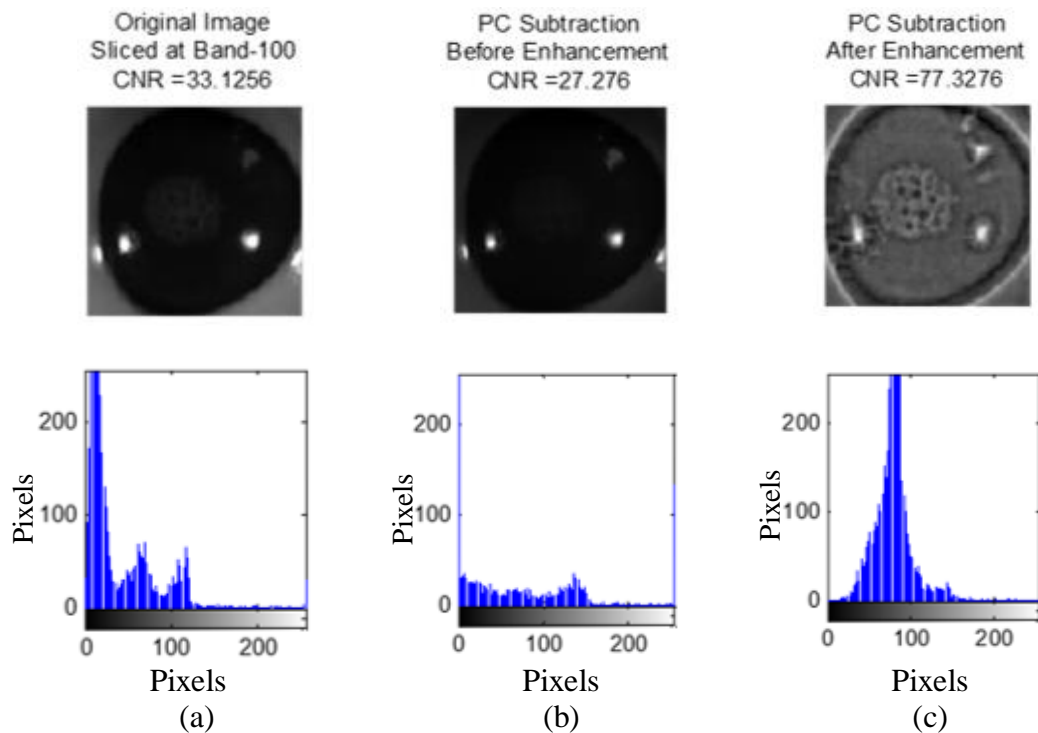 Original Image
Sliced at Band-100
CNR =33.1256
PC Subtraction
Before Enhancement
CNR =27.276
PC Subtraction
After Enhancement
CNR =77.3276
200
100
0
Pixels
0 100 200
Pixels
(a)
200
100
0
Pixels
0 100 200
Pixels
(b)
200
100
0
Pixels
0 100 200
Pixels
(c)